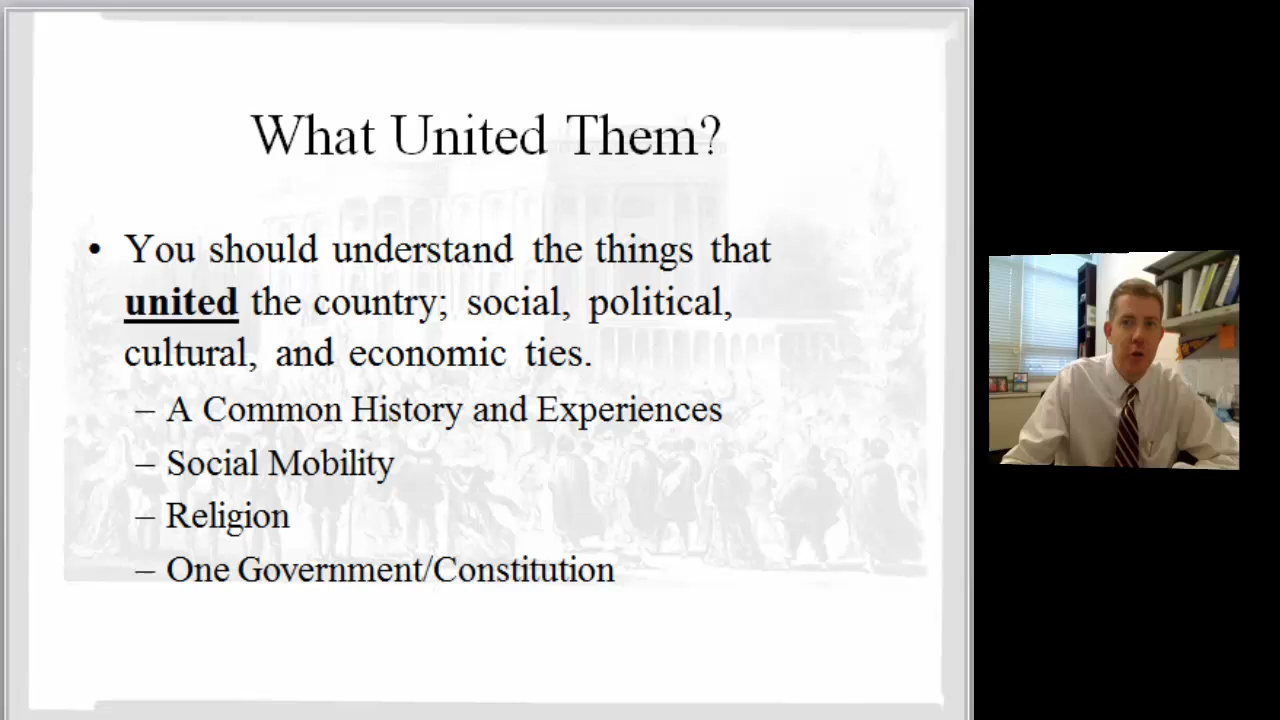 What United Them?
• You should understand the things that
united the country; social, political,
cultural, and economic ties.
– A Common History and Experiences
– Social Mobility
– Religion
– One Government/Constitution